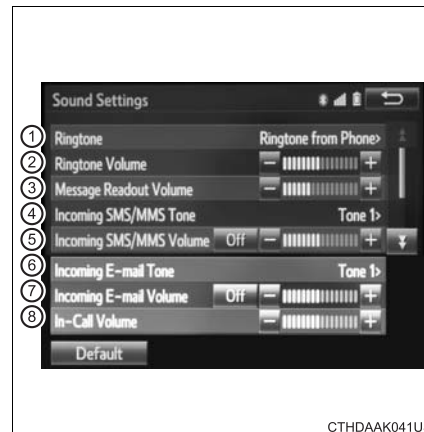 Sound Settings
① Ringtone Ringtone from Phone>
② Ringtone Volume − +
③ Message Readout Volume − +
④ Incoming SMS/MMS Tone Tone 1>
⑤ Incoming SMS/MMS Volume Off − +
⑥ Incoming E-mail Tone Tone 1>
⑦ Incoming E-mail Volume Off − +
⑧ In-Call Volume − +
Default
CTHDAAK041U